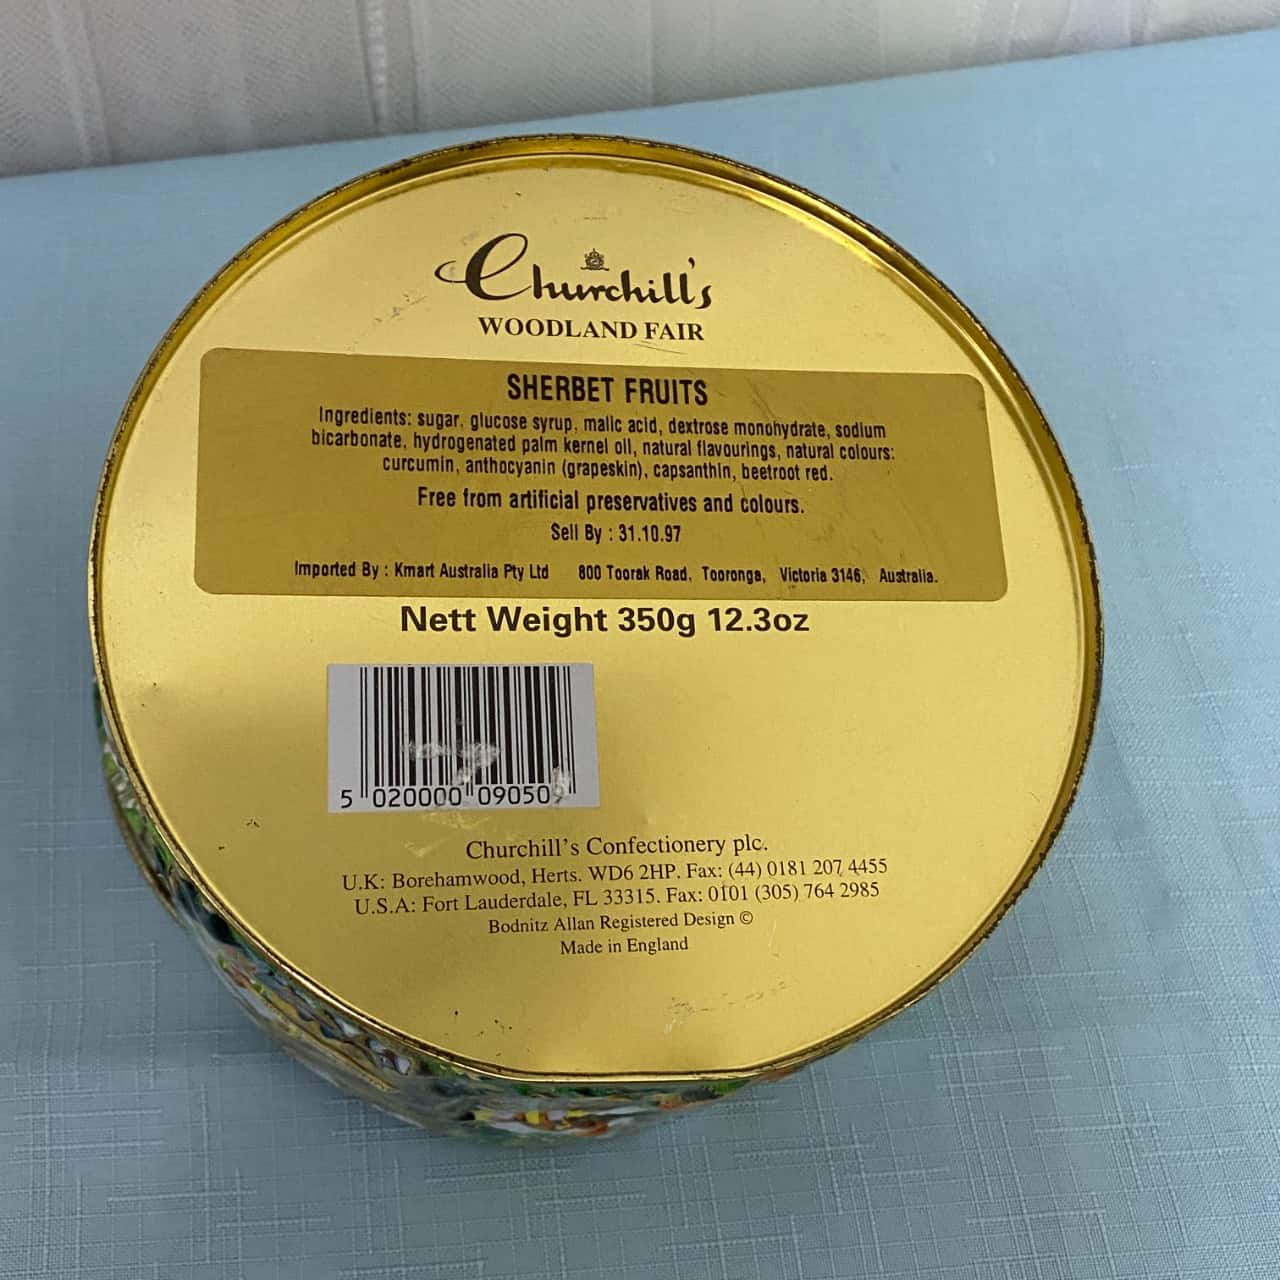 Churchill's
WOODLAND FAIR
SHERBET FRUITS
Ingredients: sugar, glucose syrup, malic acid, dextrose monohydrate, sodium
bicarbonate, hydrogenated palm kernel oil, natural flavourings, natural colours:
curcumin, anthocyanin (grapeskin), capsanthin, beetroot red.
Free from artificial preservatives and colours.
Sell By : 31.10.97
Imported By : Kmart Australia Pty Ltd 800 Toorak Road, Tooronga, Victoria 3146, Australia.
Nett Weight 350g 12.3oz
5 020000 090509
Churchill's Confectionery plc.
U.K: Borehamwood, Herts. WD6 2HP. Fax: (44) 0181 207 4455
U.S.A: Fort Lauderdale, FL 33315. Fax: 0101 (305) 764 2985
Bodnitz Allan Registered Design ©
Made in England